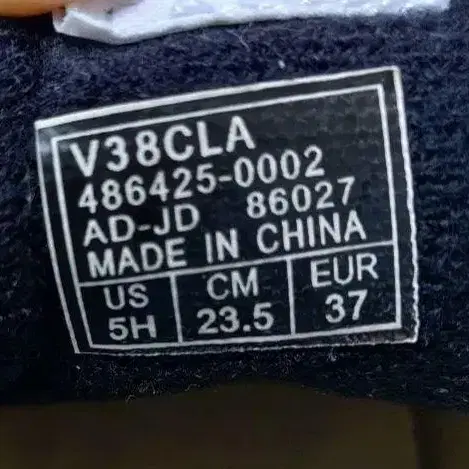 V38CLA
486425-0002
AD-JD 86027
MADE IN CHINA
US CM EUR
5H 23.5 37